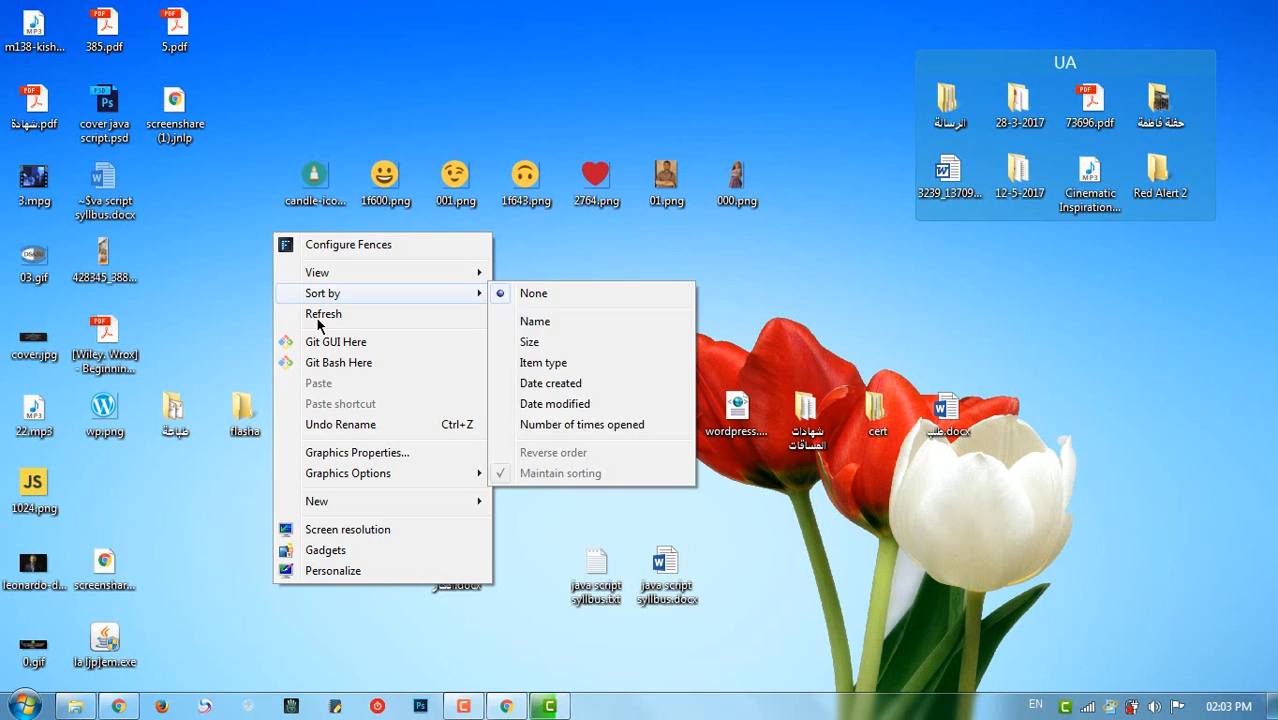 m138-kish...
385.pdf
5.pdf
شهادة.pdf
cover java
script.psd
screenshare
(1).jnlp
3.mpg
~$va script
syllbus.docx
03.gif
428345_388...
cover.jpg
[Wiley, Wrox]
- Beginnin...
22.mp3
wp.png
طباعة
flasha
JS
1024.png
leonardo-d...
screenshar...
0.gif
la ljpjem.exe
candle-ico...
1f600.png
001.png
1f643.png
2764.png
01.png
000.png
UA
الرسالة
28-3-2017
73696.pdf
حفلة فاطمة
3239_13709...
12-5-2017
Cinematic
Inspiration...
Red Alert 2
Configure Fences
View
Sort by
Refresh
Git GUI Here
Git Bash Here
Paste
Paste shortcut
Undo Rename Ctrl+Z
Graphics Properties...
Graphics Options
New
Screen resolution
Gadgets
Personalize
None
Name
Size
Item type
Date created
Date modified
Number of times opened
Reverse order
Maintain sorting
wordpress....
شهادات
المساقات
cert
طلب.docx
java script
syllbus.txt
java script
syllbus.docx
EN
02:03 PM